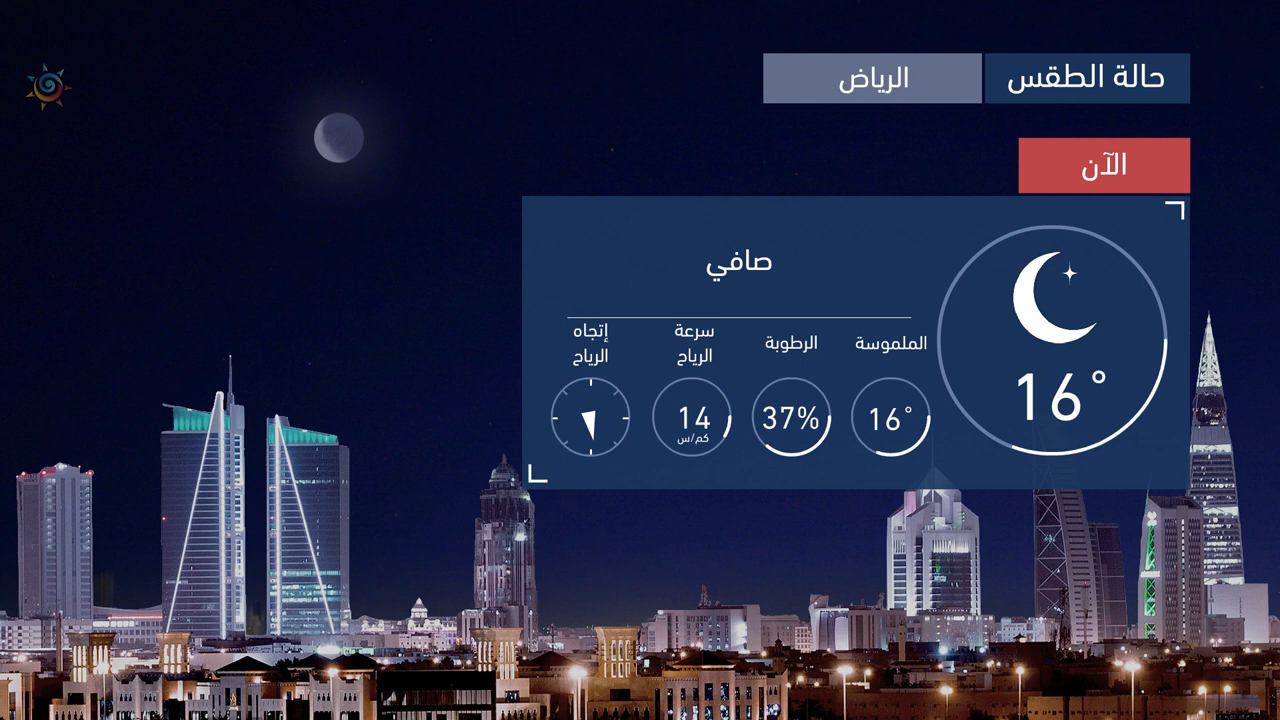 حالة الطقس
الرياض
الآن
صافي
16°
الملموسة
16°
الرطوبة
37%
سرعة
الرياح
14
كم/س
إتجاه
الرياح